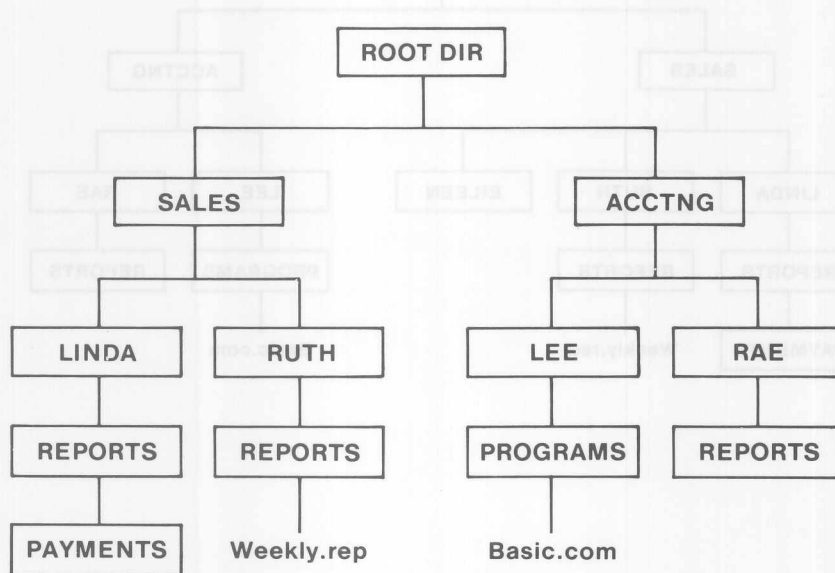 ROOT DIR
SALES ACCTNG
LINDA RUTH LEE RAE
REPORTS REPORTS PROGRAMS REPORTS
PAYMENTS Weekly.rep Basic.com